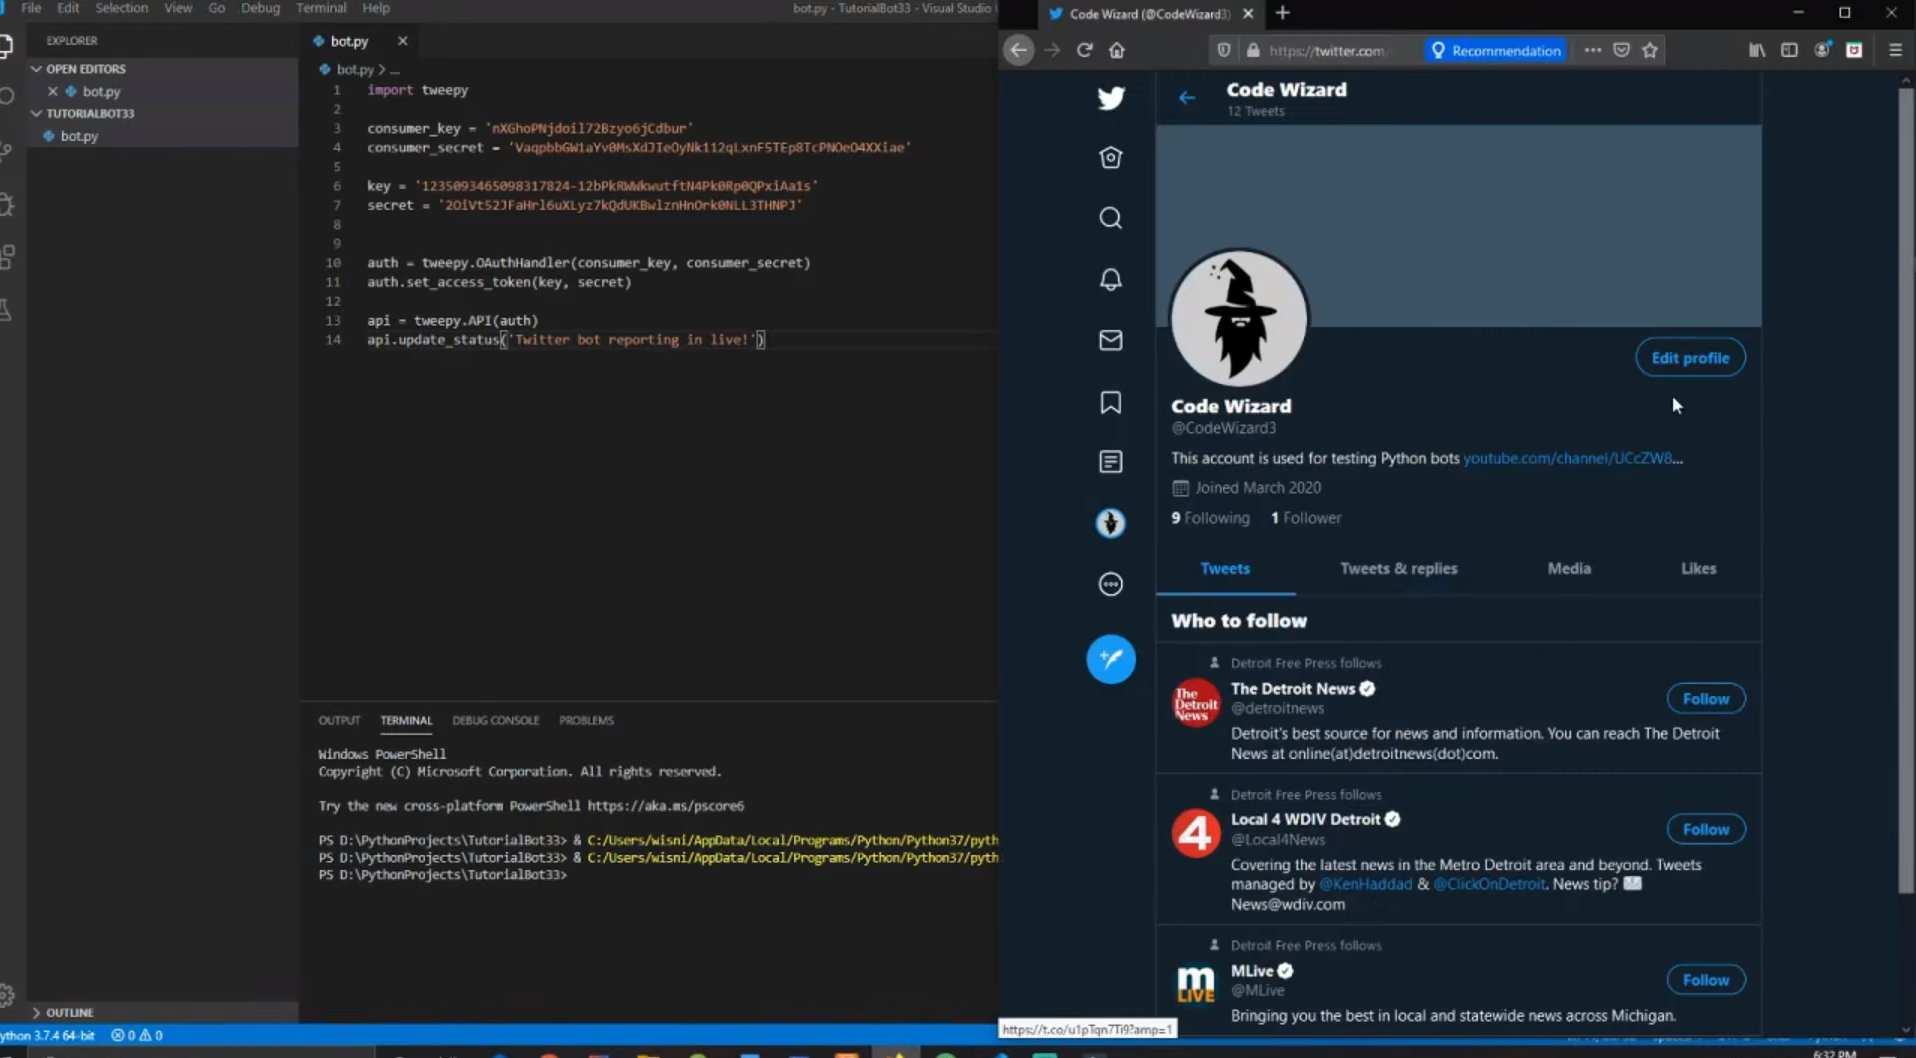 File Edit Selection View Go Debug Terminal Help
bot.py - TutorialBot33 - Visual Studio
EXPLORER
OPEN EDITORS
bot.py
TUTORIALBOT33
bot.py
OUTLINE
bot.py
bot.py > ...
1 import tweepy
2
3 consumer_key = 'nXGhoPNjdoil72Bzyo6jCdbur'
4 consumer_secret = 'VaqpbbGW1aYv0MsXdJIeOyNk112qLxnF5TEp8TcPNOeO4XXiae'
5
6 key = '1235093465098317824-12bPkRWWkwutftN4Pk0Rp0QPxiAa1s'
7 secret = '2OiVt52JFaHrl6uXLyz7kQdUKBwlznHnOrk0NLL3THNPJ'
8
9
10 auth = tweepy.OAuthHandler(consumer_key, consumer_secret)
11 auth.set_access_token(key, secret)
12
13 api = tweepy.API(auth)
14 api.update_status('Twitter bot reporting in live!')
OUTPUT TERMINAL DEBUG CONSOLE PROBLEMS
Windows PowerShell
Copyright (C) Microsoft Corporation. All rights reserved.
Try the new cross-platform PowerShell https://aka.ms/pscore6
PS D:\PythonProjects\TutorialBot33> & C:/Users/wisni/AppData/Local/Programs/Python/Python37/pyth
PS D:\PythonProjects\TutorialBot33> & C:/Users/wisni/AppData/Local/Programs/Python/Python37/pyth
PS D:\PythonProjects\TutorialBot33>
ython 3.7.4 64-bit 0 0
Code Wizard (@CodeWizard3)
https://twitter.com Recommendation
Code Wizard
12 Tweets
Edit profile
Code Wizard
@CodeWizard3
This account is used for testing Python bots youtube.com/channel/UCcZW8...
Joined March 2020
9 Following 1 Follower
Tweets Tweets & replies Media Likes
Who to follow
Detroit Free Press follows
The Detroit News
The Detroit News
@detroitnews
Follow
Detroit's best source for news and information. You can reach The Detroit
News at online(at)detroitnews(dot)com.
Detroit Free Press follows
4
Local 4 WDIV Detroit
@Local4News
Follow
Covering the latest news in the Metro Detroit area and beyond. Tweets
managed by @KenHaddad & @ClickOnDetroit. News tip?
News@wdiv.com
Detroit Free Press follows
m LIVE
MLive
@MLive
Follow
Bringing you the best in local and statewide news across Michigan.
https://t.co/u1pTqn7Ti9?amp=1
6:32 PM